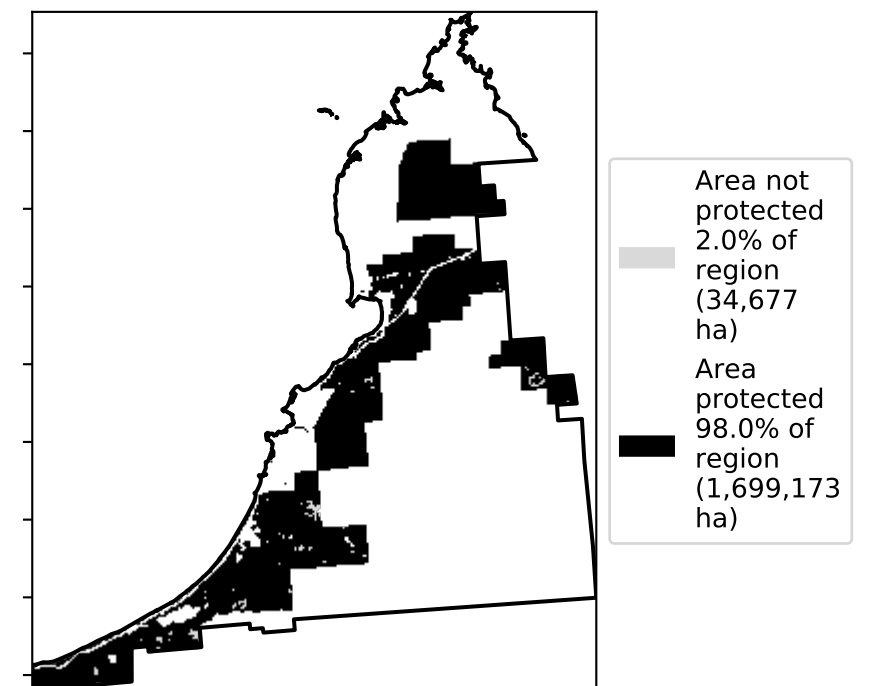 Area not
protected
2.0% of
region
(34,677
ha)
Area
protected
98.0% of
region
(1,699,173
ha)